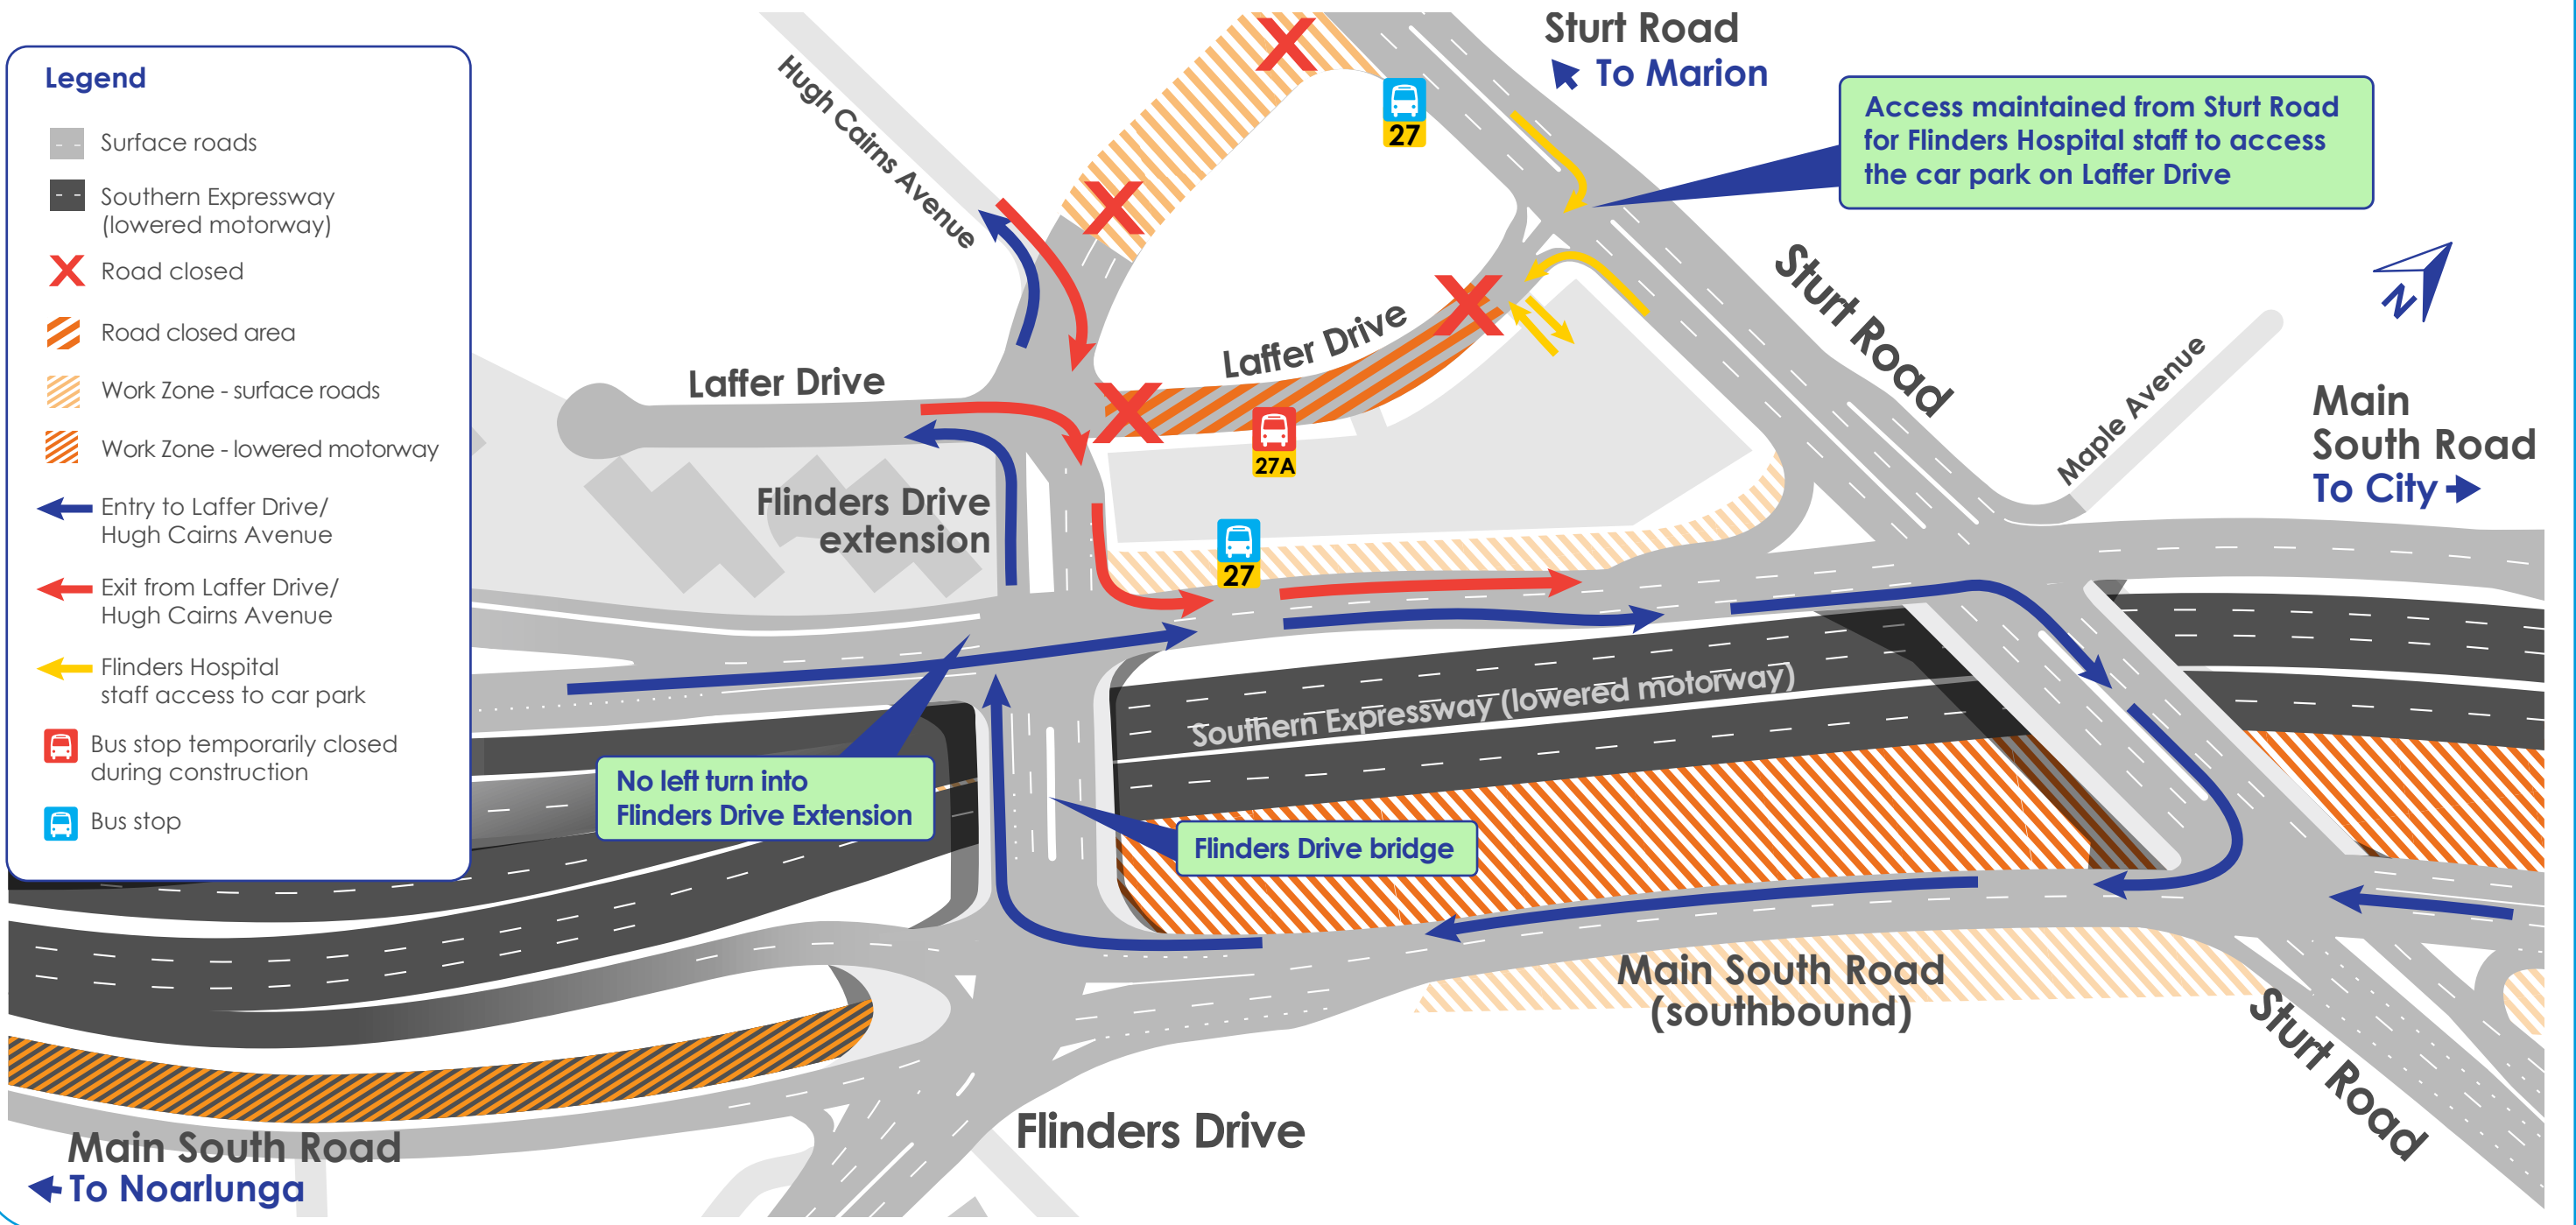 Legend
Surface roads
Southern Expressway
(lowered motorway)
Road closed
Road closed area
Work Zone - surface roads
Work Zone - lowered motorway
Entry to Laffer Drive/
Hugh Cairns Avenue
Exit from Laffer Drive/
Hugh Cairns Avenue
Flinders Hospital
staff access to car park
Bus stop temporarily closed
during construction
Bus stop
Hugh Cairns Avenue
Sturt Road
To Marion
27
Access maintained from Sturt Road
for Flinders Hospital staff to access
the car park on Laffer Drive
N
Sturt Road
Laffer Drive
Laffer Drive
Maple Avenue
Main
South Road
To City
27A
Flinders Drive
extension
27
Southern Expressway (lowered motorway)
No left turn into
Flinders Drive Extension
Flinders Drive bridge
Main South Road
(southbound)
Sturt Road
Flinders Drive
Main South Road
To Noarlunga